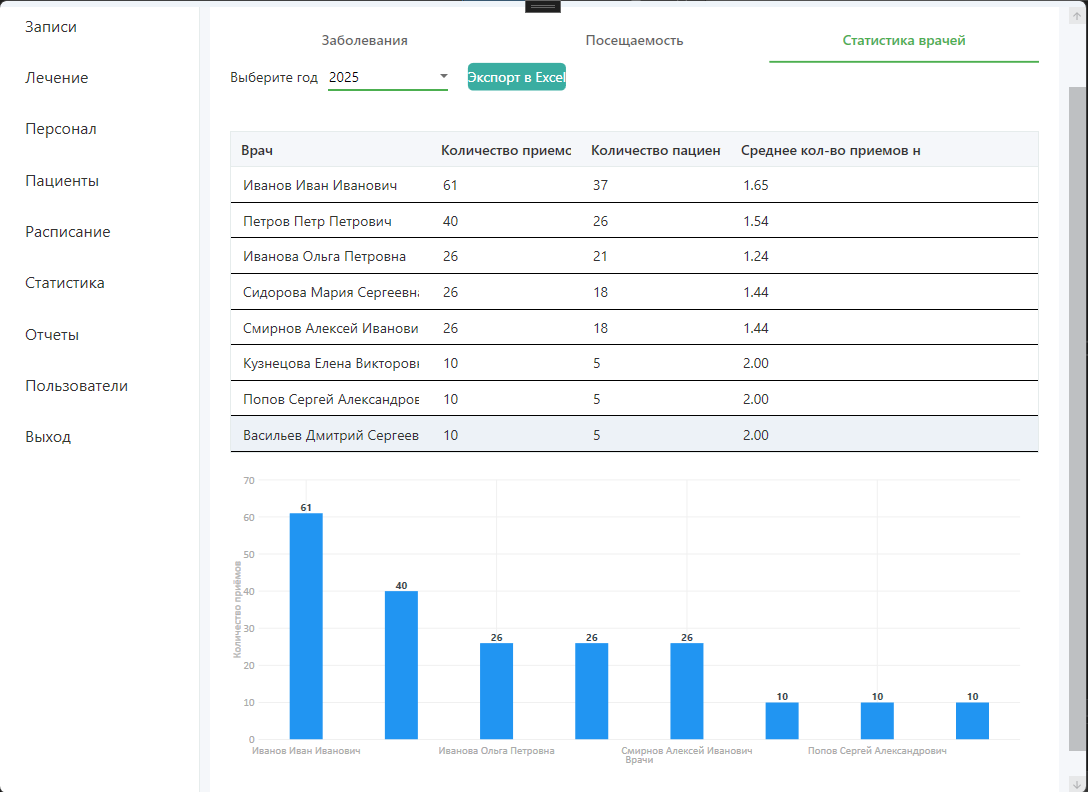 Записи
Лечение
Персонал
Пациенты
Расписание
Статистика
Отчеты
Пользователи
Выход
Заболевания Посещаемость Статистика врачей
Выберите год 2025 Экспорт в Excel
Врач Количество приемс Количество пациен Среднее кол-во приемов н
Иванов Иван Иванович 61 37 1.65
Петров Петр Петрович 40 26 1.54
Иванова Ольга Петровна 26 21 1.24
Сидорова Мария Сергеевна 26 18 1.44
Смирнов Алексей Иванови 26 18 1.44
Кузнецова Елена Викторовн 10 5 2.00
Попов Сергей Александров 10 5 2.00
Васильев Дмитрий Сергеев 10 5 2.00
Количество приёмов
70
60
50
40
30
20
10
0
61 40 26 26 26 10 10 10
Иванов Иван Иванович Иванова Ольга Петровна Смирнов Алексей Иванович Попов Сергей Александрович
Врачи